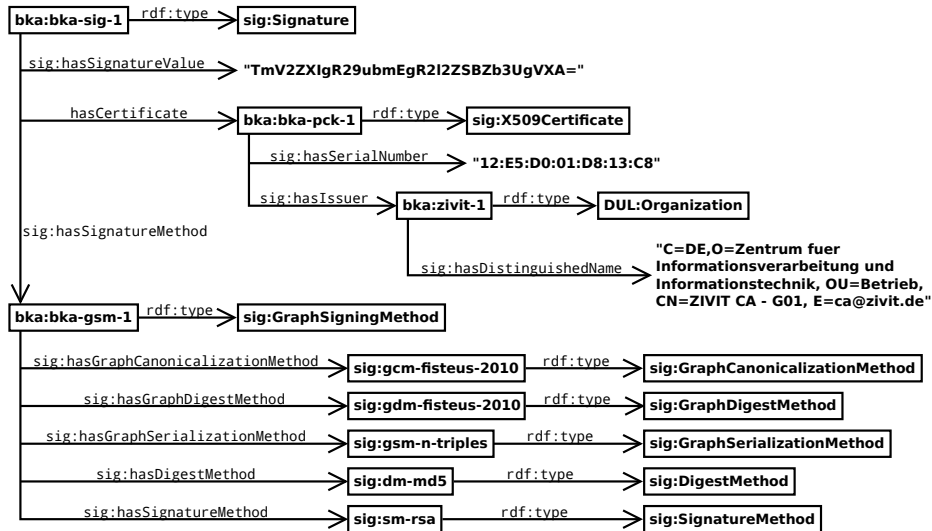 bka:bka-sig-1 rdf:type sig:Signature
sig:hasSignatureValue "TmV2ZXIgR29ubmEgR2l2ZSBZb3UgVXA="
hasCertificate bka:bka-pck-1 rdf:type sig:X509Certificate
sig:hasSerialNumber "12:E5:D0:01:D8:13:C8"
sig:hasIssuer bka:zivit-1 rdf:type DUL:Organization
sig:hasSignatureMethod
sig:hasDistinguishedName
"C=DE,O=Zentrum fuer
Informationsverarbeitung und
Informationstechnik, OU=Betrieb,
CN=ZIVIT CA - G01, E=ca@zivit.de"
bka:bka-gsm-1 rdf:type sig:GraphSigningMethod
sig:hasGraphCanonicalizationMethod sig:gcm-fisteus-2010 rdf:type sig:GraphCanonicalizationMethod
sig:hasGraphDigestMethod sig:gdm-fisteus-2010 rdf:type sig:GraphDigestMethod
sig:hasGraphSerializationMethod sig:gsm-n-triples rdf:type sig:GraphSerializationMethod
sig:hasDigestMethod sig:dm-md5 rdf:type sig:DigestMethod
sig:hasSignatureMethod sig:sm-rsa rdf:type sig:SignatureMethod